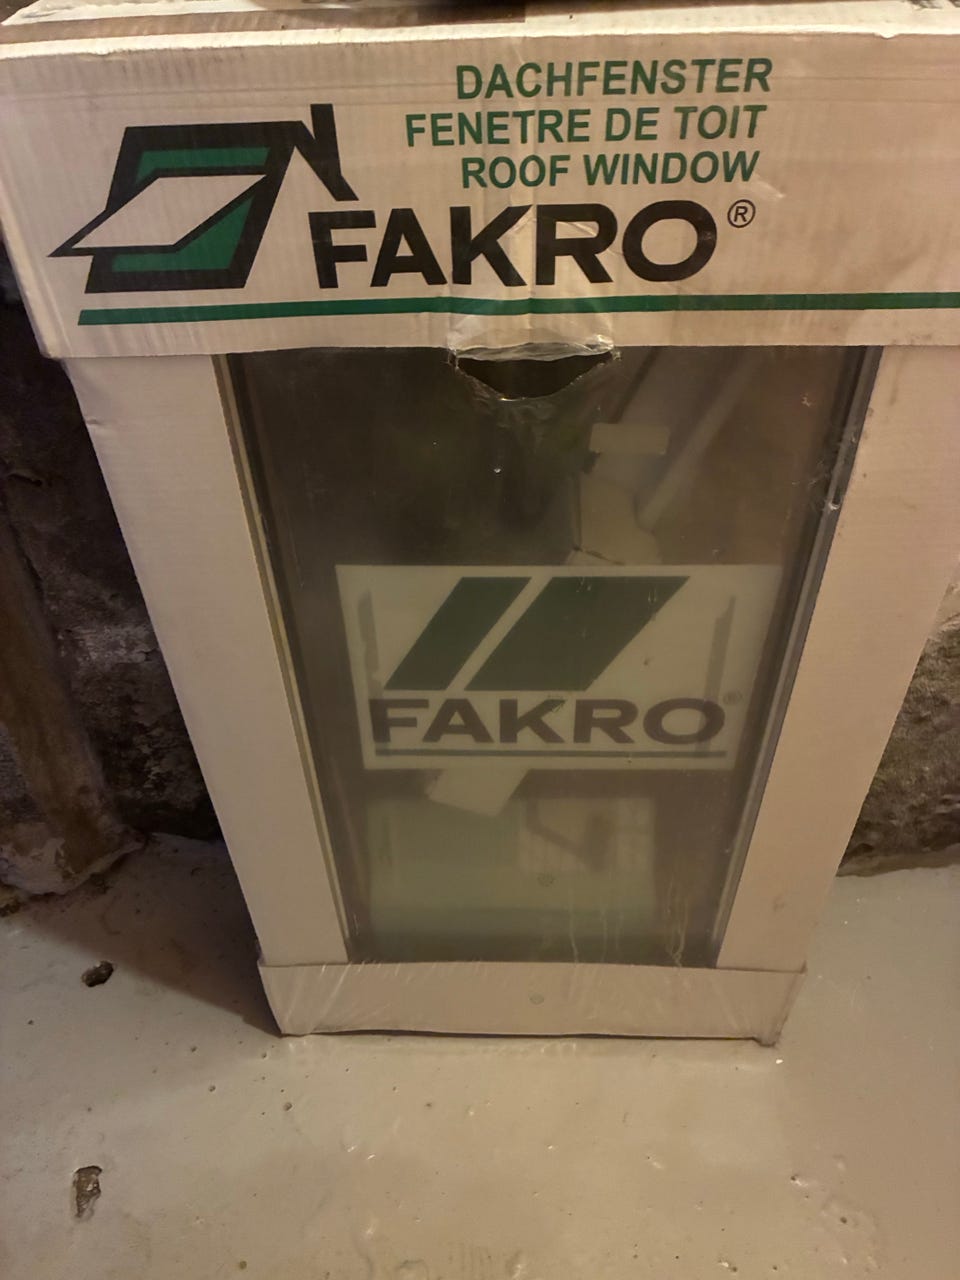 DACHFENSTER
FENETRE DE TOIT
ROOF WINDOW
FAKRO®
FAKRO®